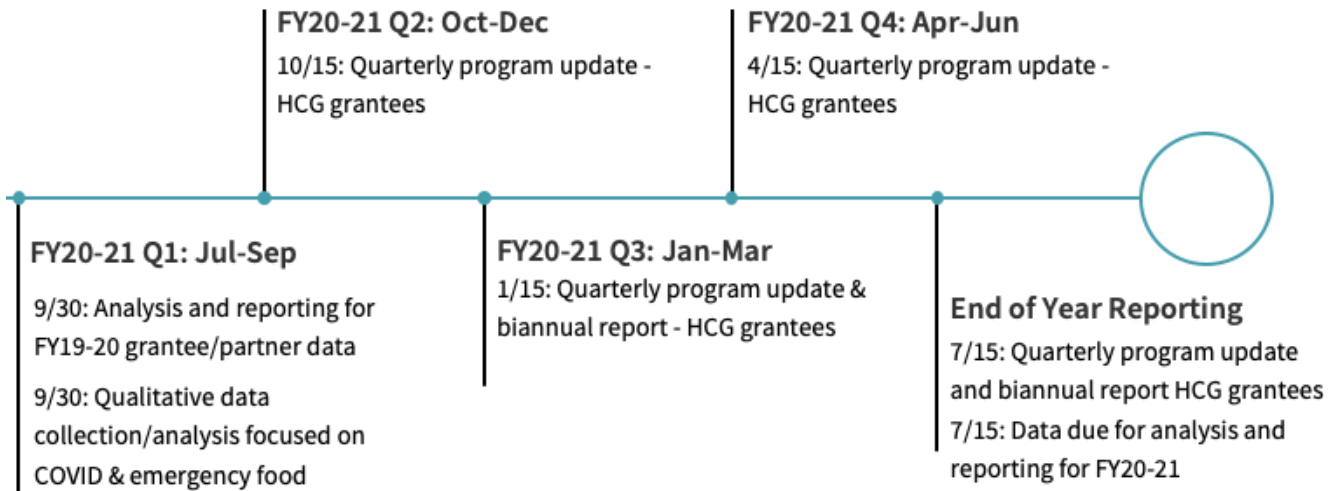 FY20-21 Q2: Oct-Dec
10/15: Quarterly program update -
HCG grantees
FY20-21 Q4: Apr-Jun
4/15: Quarterly program update -
HCG grantees
FY20-21 Q1: Jul-Sep
9/30: Analysis and reporting for
FY19-20 grantee/partner data
9/30: Qualitative data
collection/analysis focused on
COVID & emergency food
FY20-21 Q3: Jan-Mar
1/15: Quarterly program update &
biannual report - HCG grantees
End of Year Reporting
7/15: Quarterly program update
and biannual report HCG grantees
7/15: Data due for analysis and
reporting for FY20-21